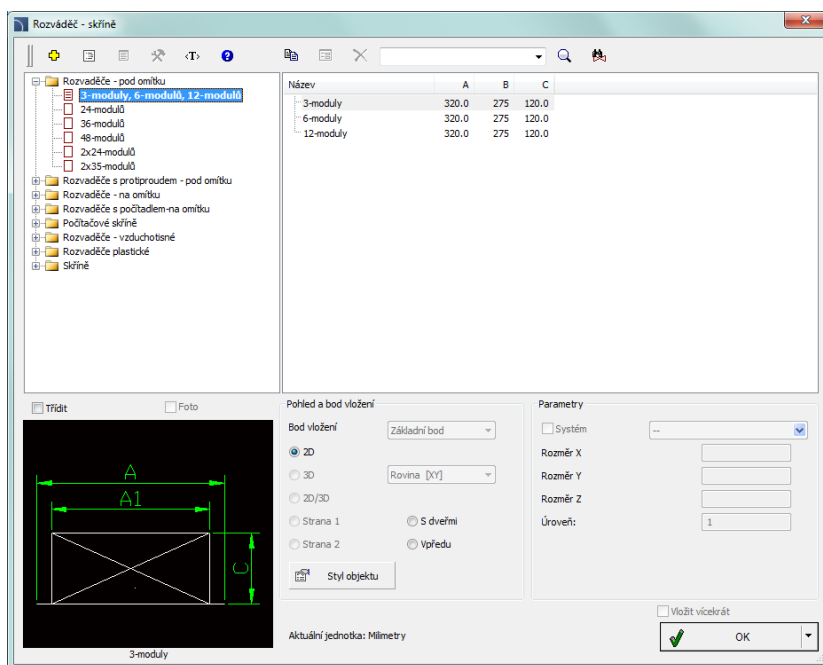 Rozváděč - skříně
‹T›
Rozvaděče - pod omítku
3-moduly, 6-modulů, 12-modulů
24-modulů
36-modulů
48-modulů
2x24-modulů
2x35-modulů
Rozvaděče s protiproudem - pod omítku
Rozvaděče - na omítku
Rozvaděče s počítadlem-na omítku
Počítačové skříně
Rozvaděče - vzduchotisné
Rozvaděče plastické
Skříně
Název A B C
3-moduly 320.0 275 120.0
6-moduly 320.0 275 120.0
12-moduly 320.0 275 120.0
Třídit
Foto
A
A1
C
3-moduly
Pohled a bod vložení
Bod vložení
Základní bod
2D
3D
Rovina [XY]
2D/3D
Strana 1
S dveřmi
Strana 2
Vpředu
Styl objektu
Aktuální jednotka: Milimetry
Parametry
Systém
--
Rozměr X
Rozměr Y
Rozměr Z
Úroveň:
1
Vložit vícekrát
OK